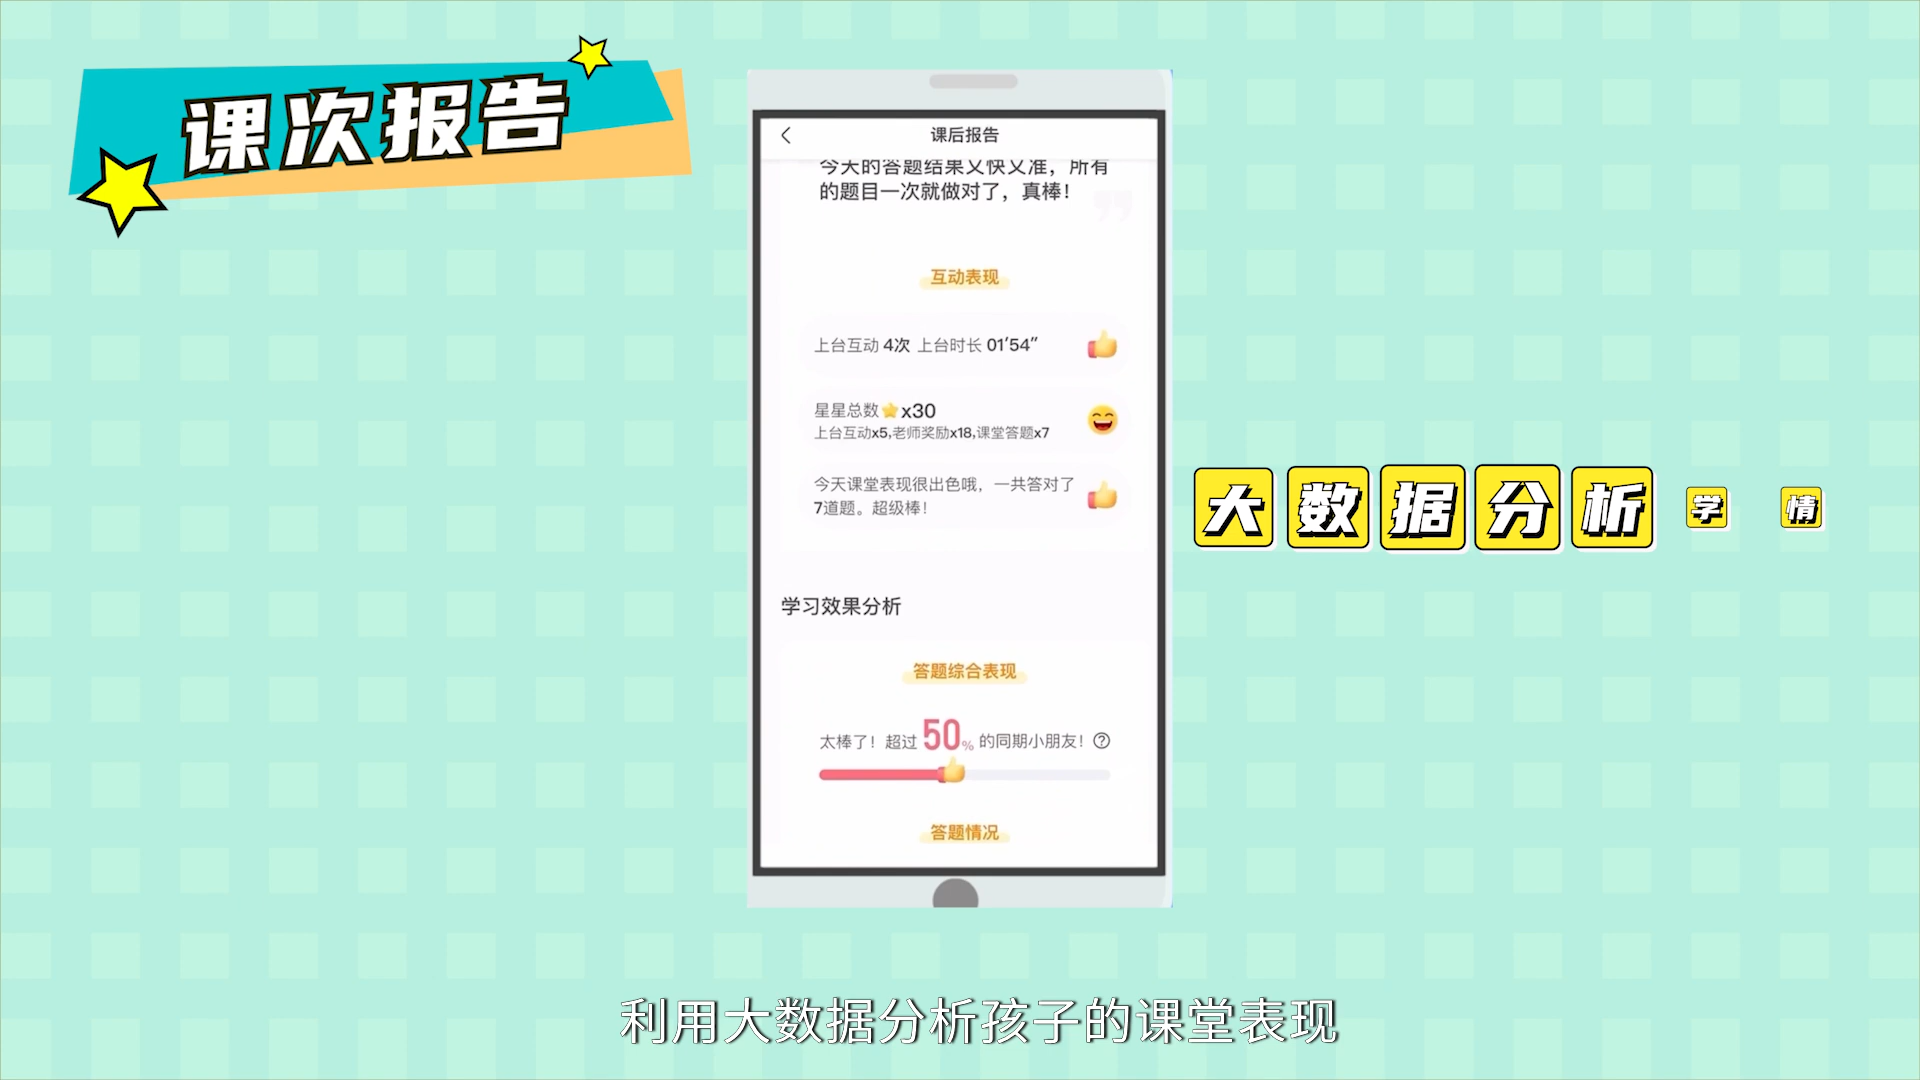 课次报告
课后报告
今天的答题结果又快又准，所有
的题目一次就做对了，真棒！
互动表现
上台互动 4次 上台时长 01′54″
星星总数⭐x30
上台互动x5,老师奖励x18,课堂答题x7
今天课堂表现很出色哦，一共答对了
7道题。超级棒！
学习效果分析
答题综合表现
太棒了！超过 50% 的同期小朋友！?
答题情况
大数据分析学情
利用大数据分析孩子的课堂表现